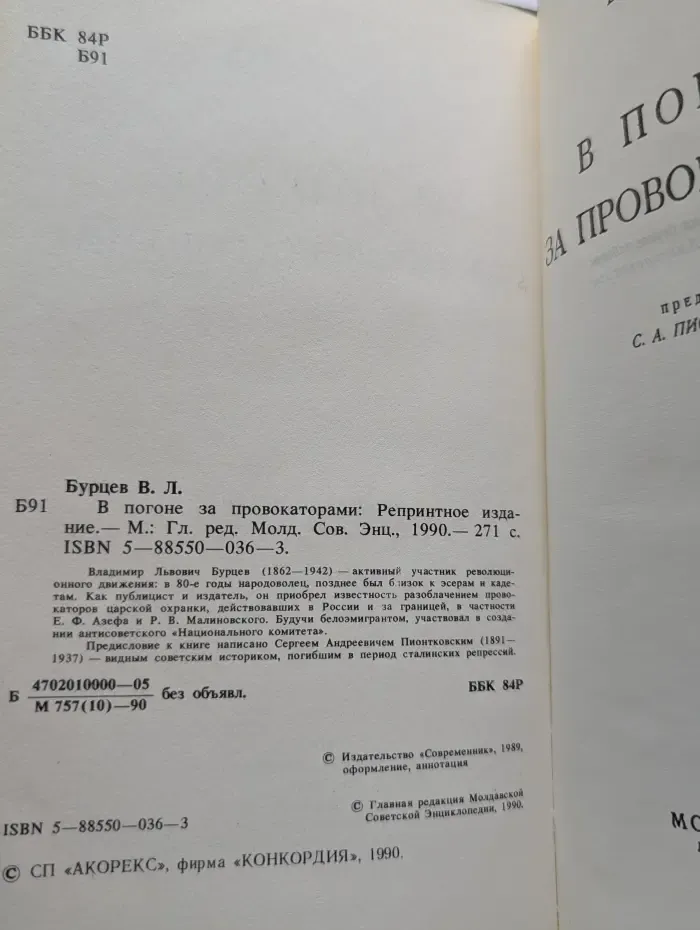 ББК 84Р
Б91
Бурцев В. Л.
Б91 В погоне за провокаторами: Репринтное изда-
ние.— М.: Гл. ред. Молд. Сов. Энц., 1990.— 271 с.
ISBN 5—88550—036—3.
Владимир Львович Бурцев (1862—1942) — активный участник революци-
онного движения: в 80-е годы народоволец, позднее был близок к эсерам и каде-
там. Как публицист и издатель, он приобрел известность разоблачением прово-
каторов царской охранки, действовавших в России и за границей, в частности
Е. Ф. Азефа и Р. В. Малиновского. Будучи белоэмигрантом, участвовал в созда-
нии антисоветского «Национального комитета».
Предисловие к книге написано Сергеем Андреевичем Пионтковским (1891—
1937) — видным советским историком, погибшим в период сталинских репрессий.
Б 4702010000—05
М 757(10)—90
без объявл.
ББК 84Р
© Издательство «Современник», 1989,
оформление, аннотация
© Главная редакция Молдавской
Советской Энциклопедии, 1990.
ISBN 5—88550—036—3
© СП «АКОРЕКС», фирма «КОНКОРДИЯ», 1990.
В ПО
ЗА ПРОВО
пред
С. А. ПИ
МО